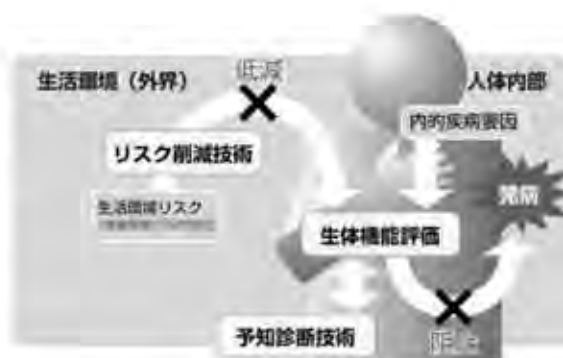 生活環境（外界）
低減
人体内部
内的疾病要因
リスク削減技術
発病
生活環境リスク
生体機能評価
予知診断技術
阻止